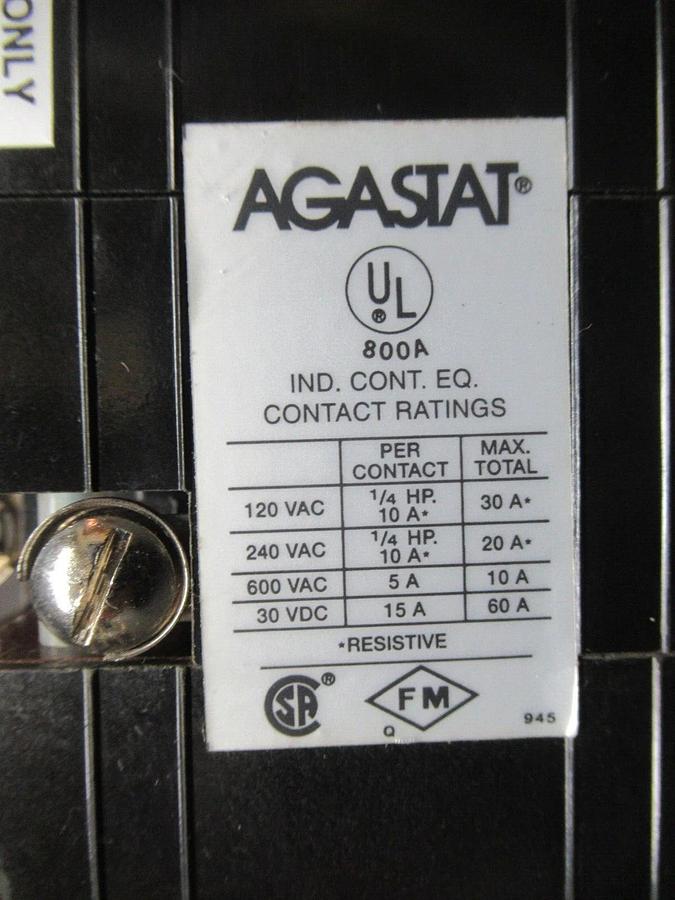 ONLY
AGASTAT®
UL®
800A
IND. CONT. EQ.
CONTACT RATINGS
PER CONTACT MAX. TOTAL
120 VAC 1/4 HP. 10 A* 30 A*
240 VAC 1/4 HP. 10 A* 20 A*
600 VAC 5 A 10 A
30 VDC 15 A 60 A
*RESISTIVE
SA® FM
Q 945